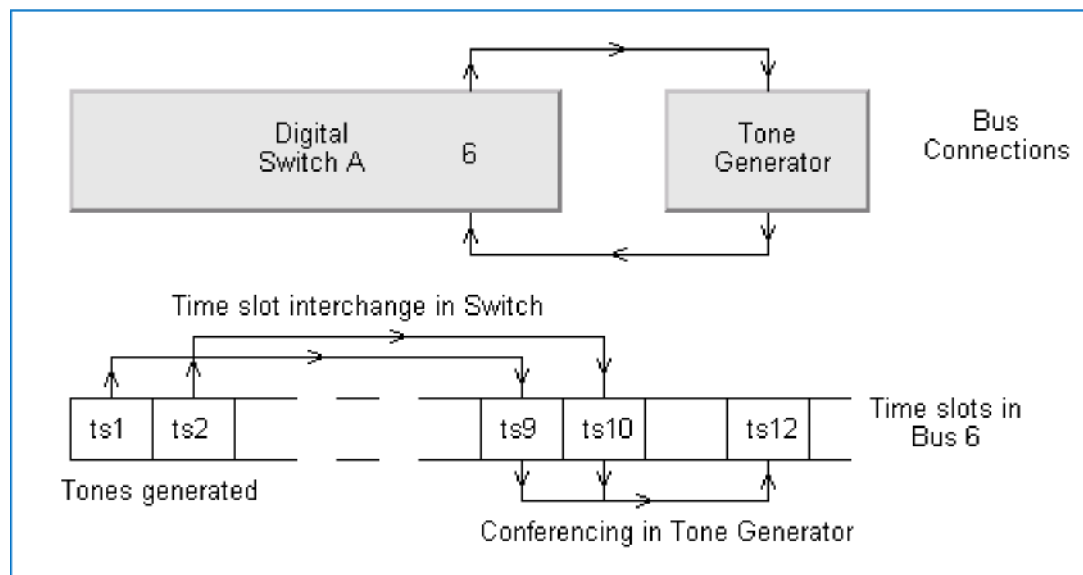 Digital
Switch A
6
Tone
Generator
Bus
Connections
Time slot interchange in Switch
ts1
ts2
ts9
ts10
ts12
Time slots in
Bus 6
Tones generated
Conferencing in Tone Generator